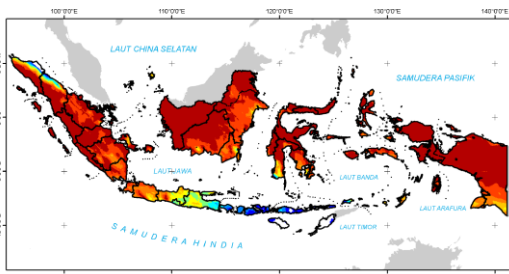 100°0'0"E 110°0'0"E 120°0'0"E 130°0'0"E 140°0'0"E
LAUT CHINA SELATAN
SAMUDERA PASIFIK
LAUT JAWA
LAUT BANDA
LAUT ARAFURA
SAMUDERA HINDIA
LAUT TIMOR